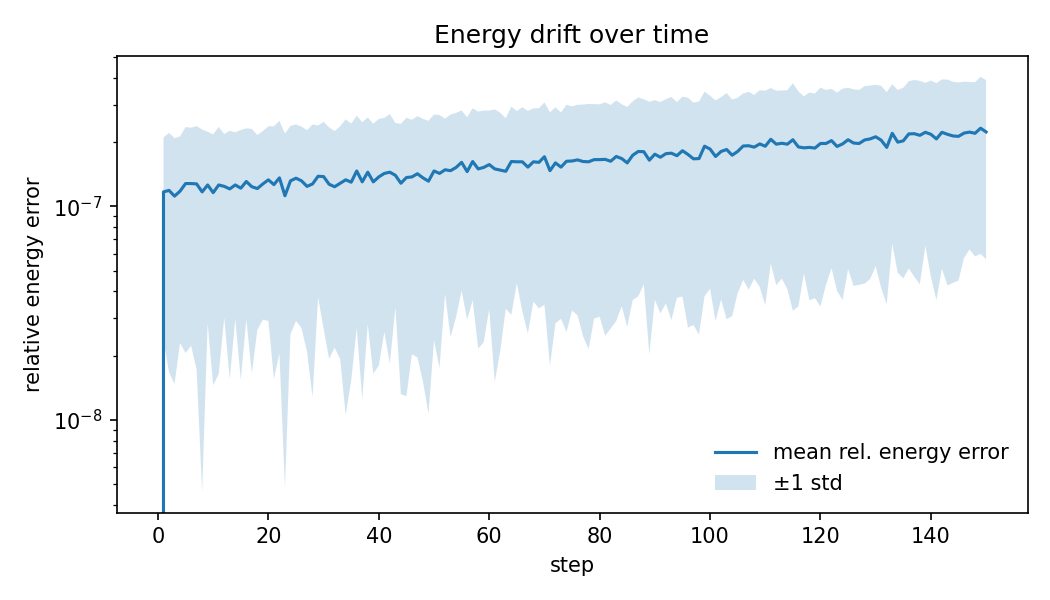 Energy drift over time
relative energy error
10⁻⁷
10⁻⁸
mean rel. energy error
±1 std
0 20 40 60 80 100 120 140
step